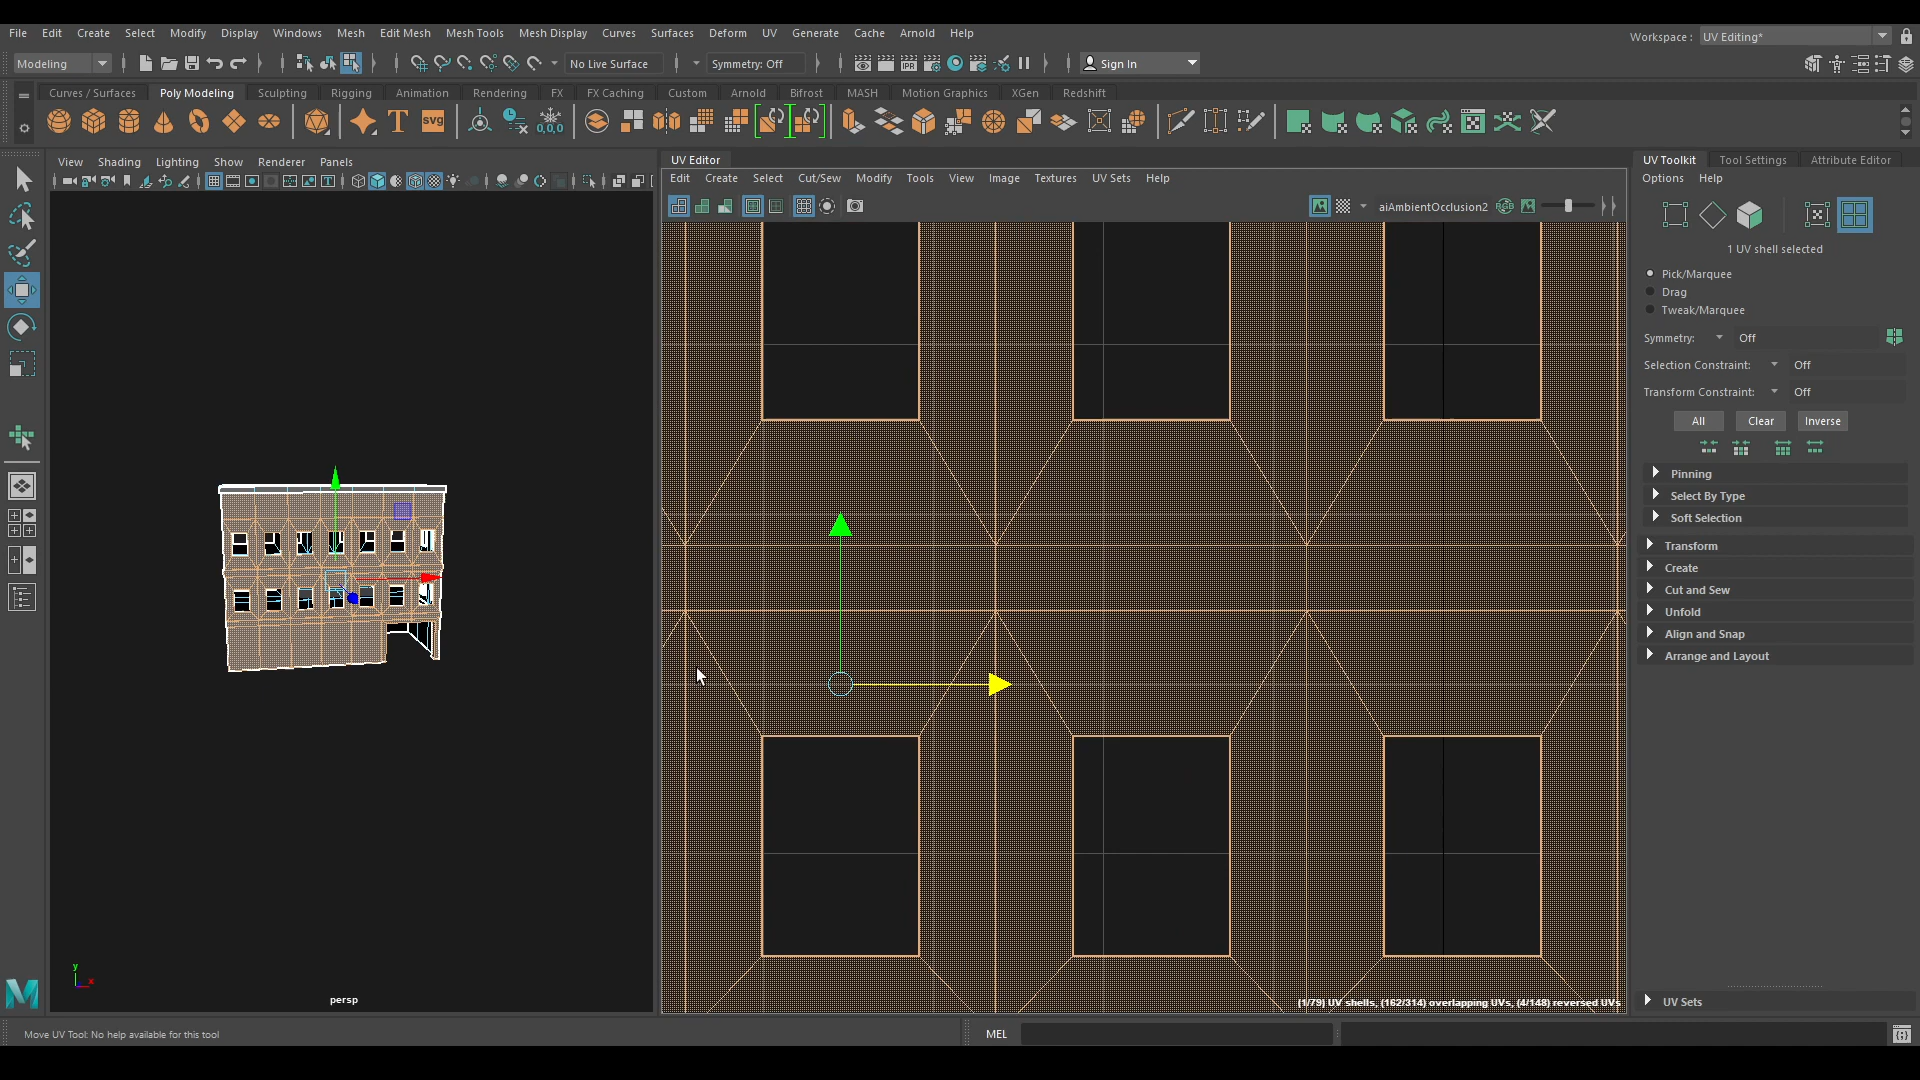 File Edit Create Select Modify Display Windows Mesh Edit Mesh Mesh Tools Mesh Display Curves Surfaces Deform UV Generate Cache Arnold Help
Workspace : UV Editing*
Modeling No Live Surface Symmetry: Off Sign In
Curves / Surfaces Poly Modeling Sculpting Rigging Animation Rendering FX FX Caching Custom Arnold Bifrost MASH Motion Graphics XGen Redshift
T svg 0,0,0
View Shading Lighting Show Renderer Panels
persp
y
x
UV Editor
Edit Create Select Cut/Sew Modify Tools View Image Textures UV Sets Help
aiAmbientOcclusion2
(1/79) UV shells, (162/314) overlapping UVs, (4/148) reversed UVs
UV Toolkit Tool Settings Attribute Editor
Options Help
1 UV shell selected
Pick/Marquee
Drag
Tweak/Marquee
Symmetry: Off
Selection Constraint: Off
Transform Constraint: Off
All Clear Inverse
Pinning
Select By Type
Soft Selection
Transform
Create
Cut and Sew
Unfold
Align and Snap
Arrange and Layout
UV Sets
Move UV Tool: No help available for this tool
MEL